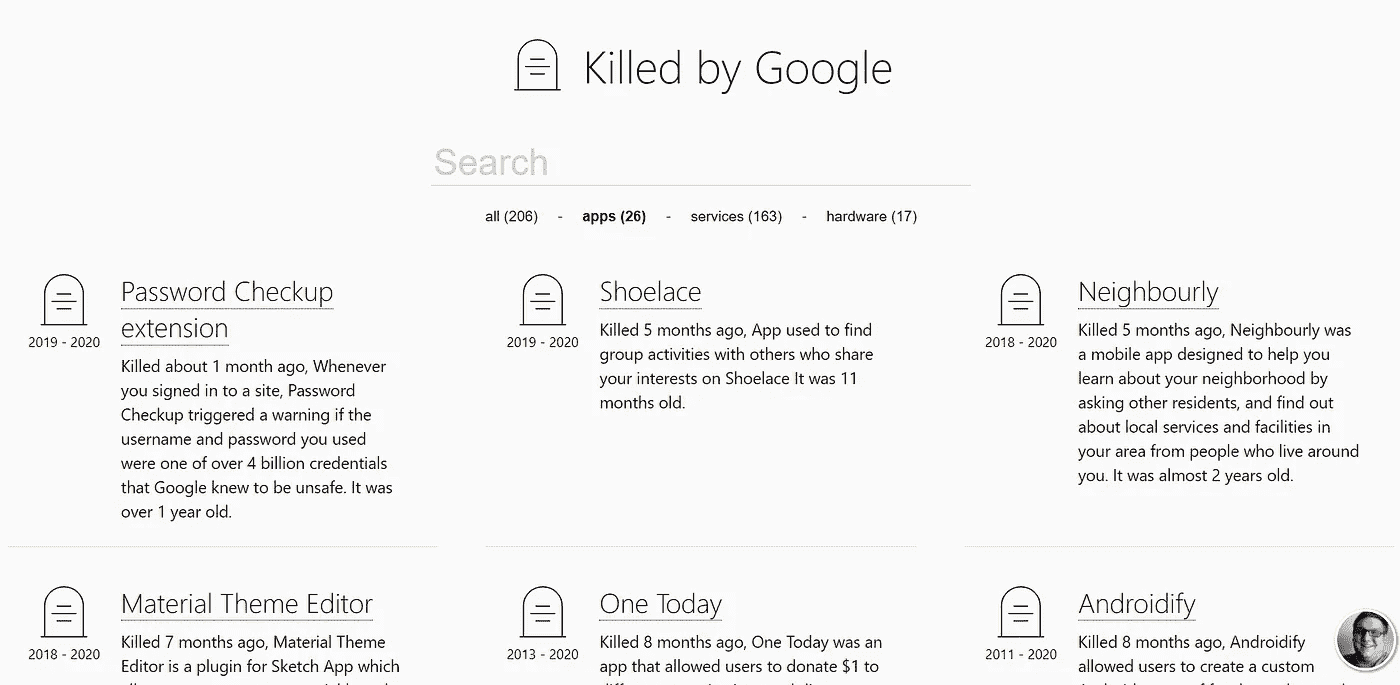 Killed by Google
Search
all (206) - apps (26) - services (163) - hardware (17)
Password Checkup
extension
2019 - 2020
Killed about 1 month ago, Whenever
you signed in to a site, Password
Checkup triggered a warning if the
username and password you used
were one of over 4 billion credentials
that Google knew to be unsafe. It was
over 1 year old.
Shoelace
2019 - 2020
Killed 5 months ago, App used to find
group activities with others who share
your interests on Shoelace It was 11
months old.
Neighbourly
2018 - 2020
Killed 5 months ago, Neighbourly was
a mobile app designed to help you
learn about your neighborhood by
asking other residents, and find out
about local services and facilities in
your area from people who live around
you. It was almost 2 years old.
Material Theme Editor
2018 - 2020
Killed 7 months ago, Material Theme
Editor is a plugin for Sketch App which
One Today
2013 - 2020
Killed 8 months ago, One Today was an
app that allowed users to donate $1 to
Androidify
2011 - 2020
Killed 8 months ago, Androidify
allowed users to create a custom